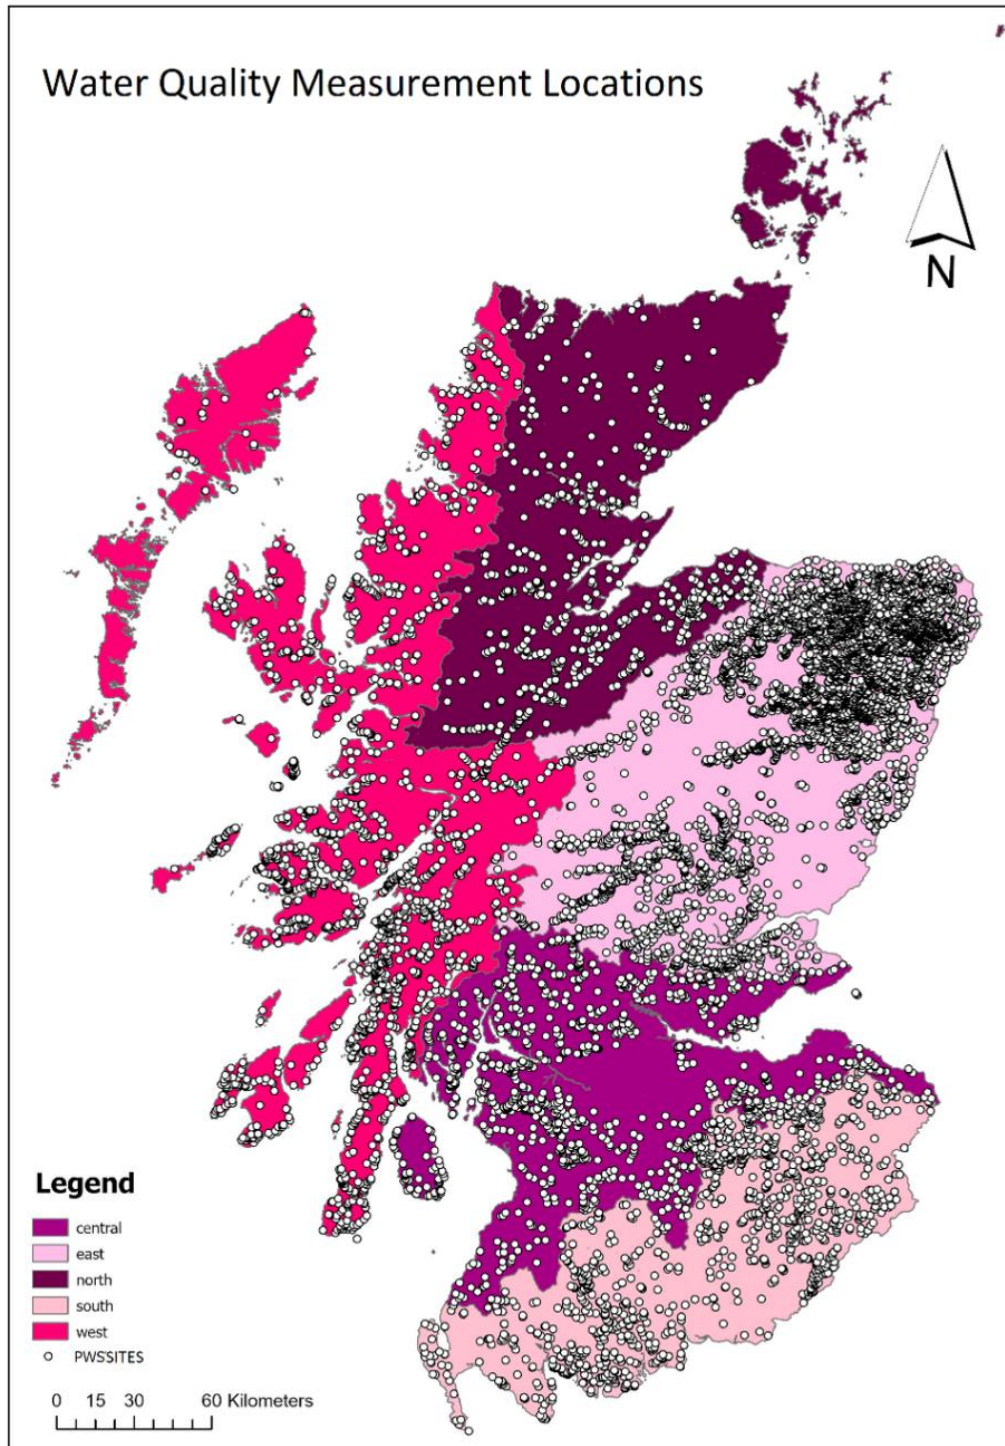 Water Quality Measurement Locations
N
Legend
central
east
north
south
west
PWSSITES
0 15 30 60 Kilometers